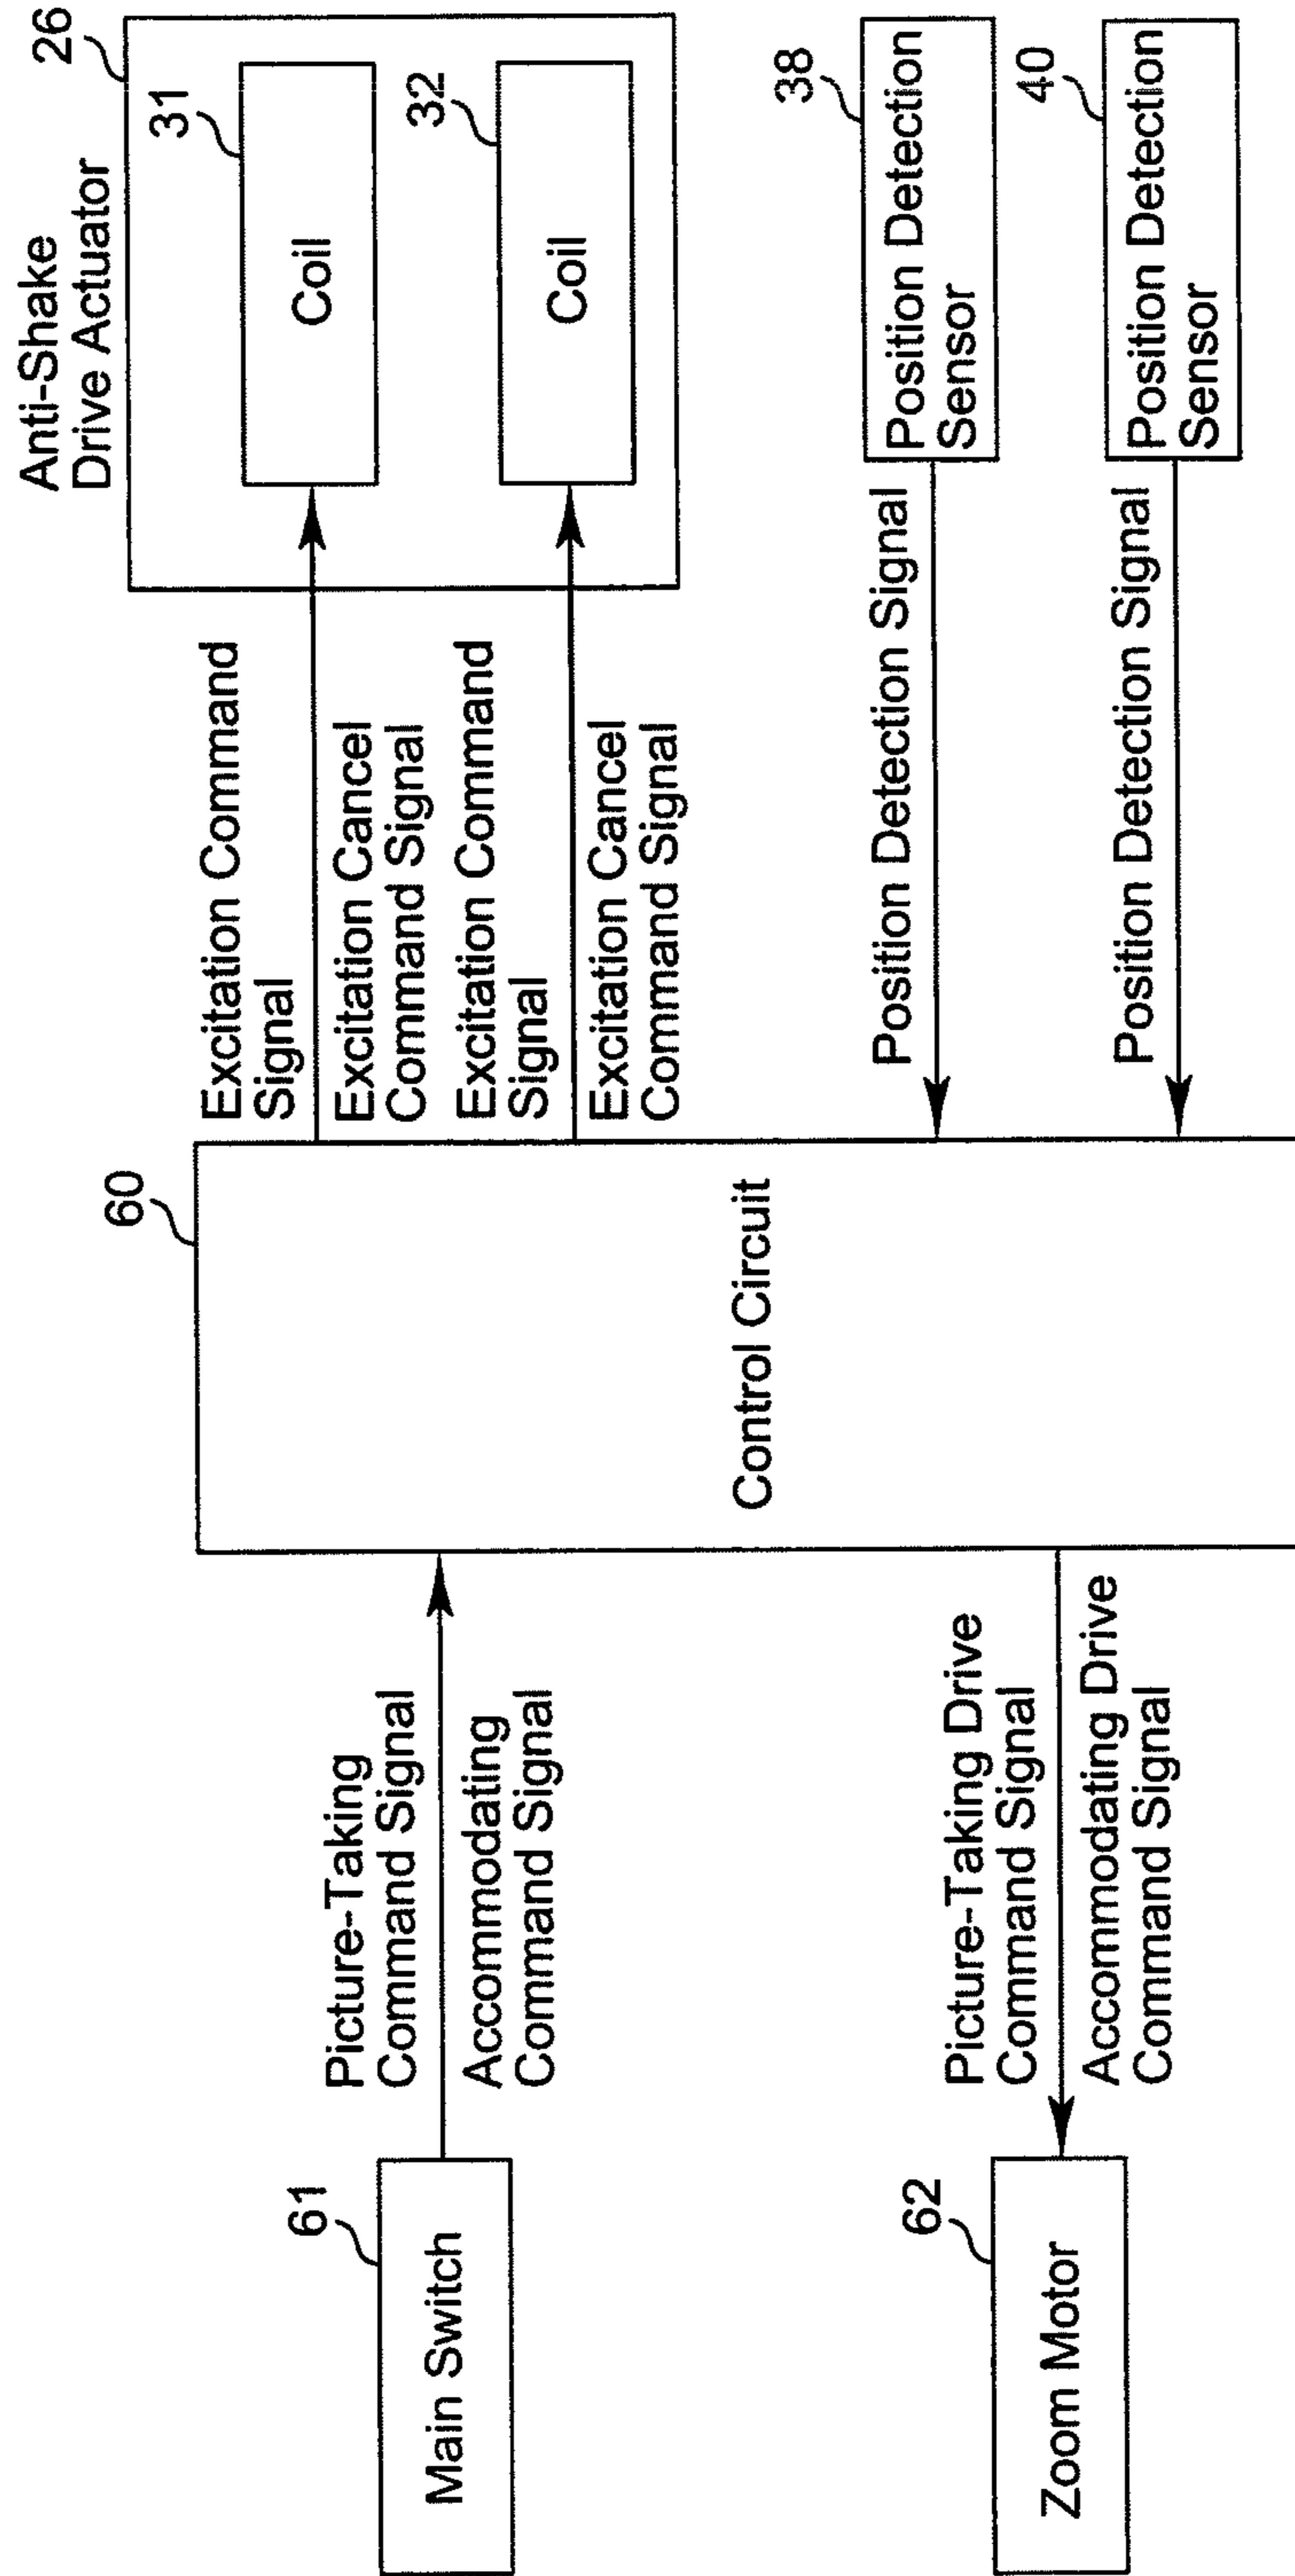 61
Main Switch
Picture-Taking
Command Signal
Accommodating
Command Signal
62
Zoom Motor
Picture-Taking Drive
Command Signal
Accommodating Drive
Command Signal
60
Control Circuit
Anti-Shake
Drive Actuator
26
Excitation Command
Signal
Excitation Cancel
Command Signal
31
Coil
Excitation Command
Signal
Excitation Cancel
Command Signal
32
Coil
Position Detection Signal
38
Position Detection
Sensor
Position Detection Signal
40
Position Detection
Sensor